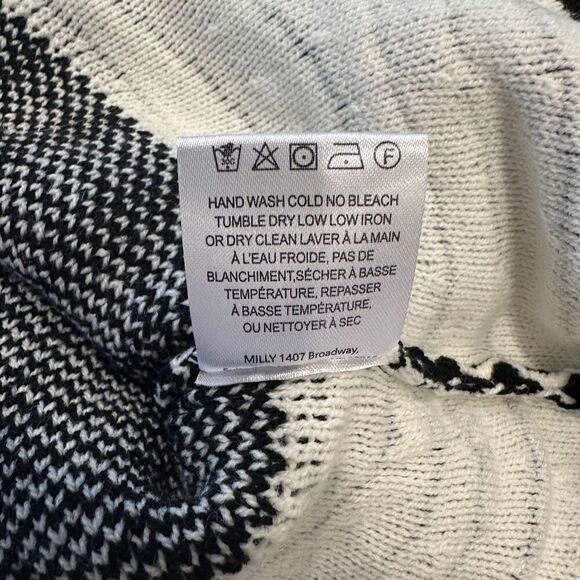 30C F
HAND WASH COLD NO BLEACH
TUMBLE DRY LOW LOW IRON
OR DRY CLEAN LAVER À LA MAIN
À L'EAU FROIDE, PAS DE
BLANCHIMENT,SÉCHER À BASSE
TEMPÉRATURE, REPASSER
À BASSE TEMPÉRATURE,
OU NETTOYER À SEC
MILLY 1407 Broadway,